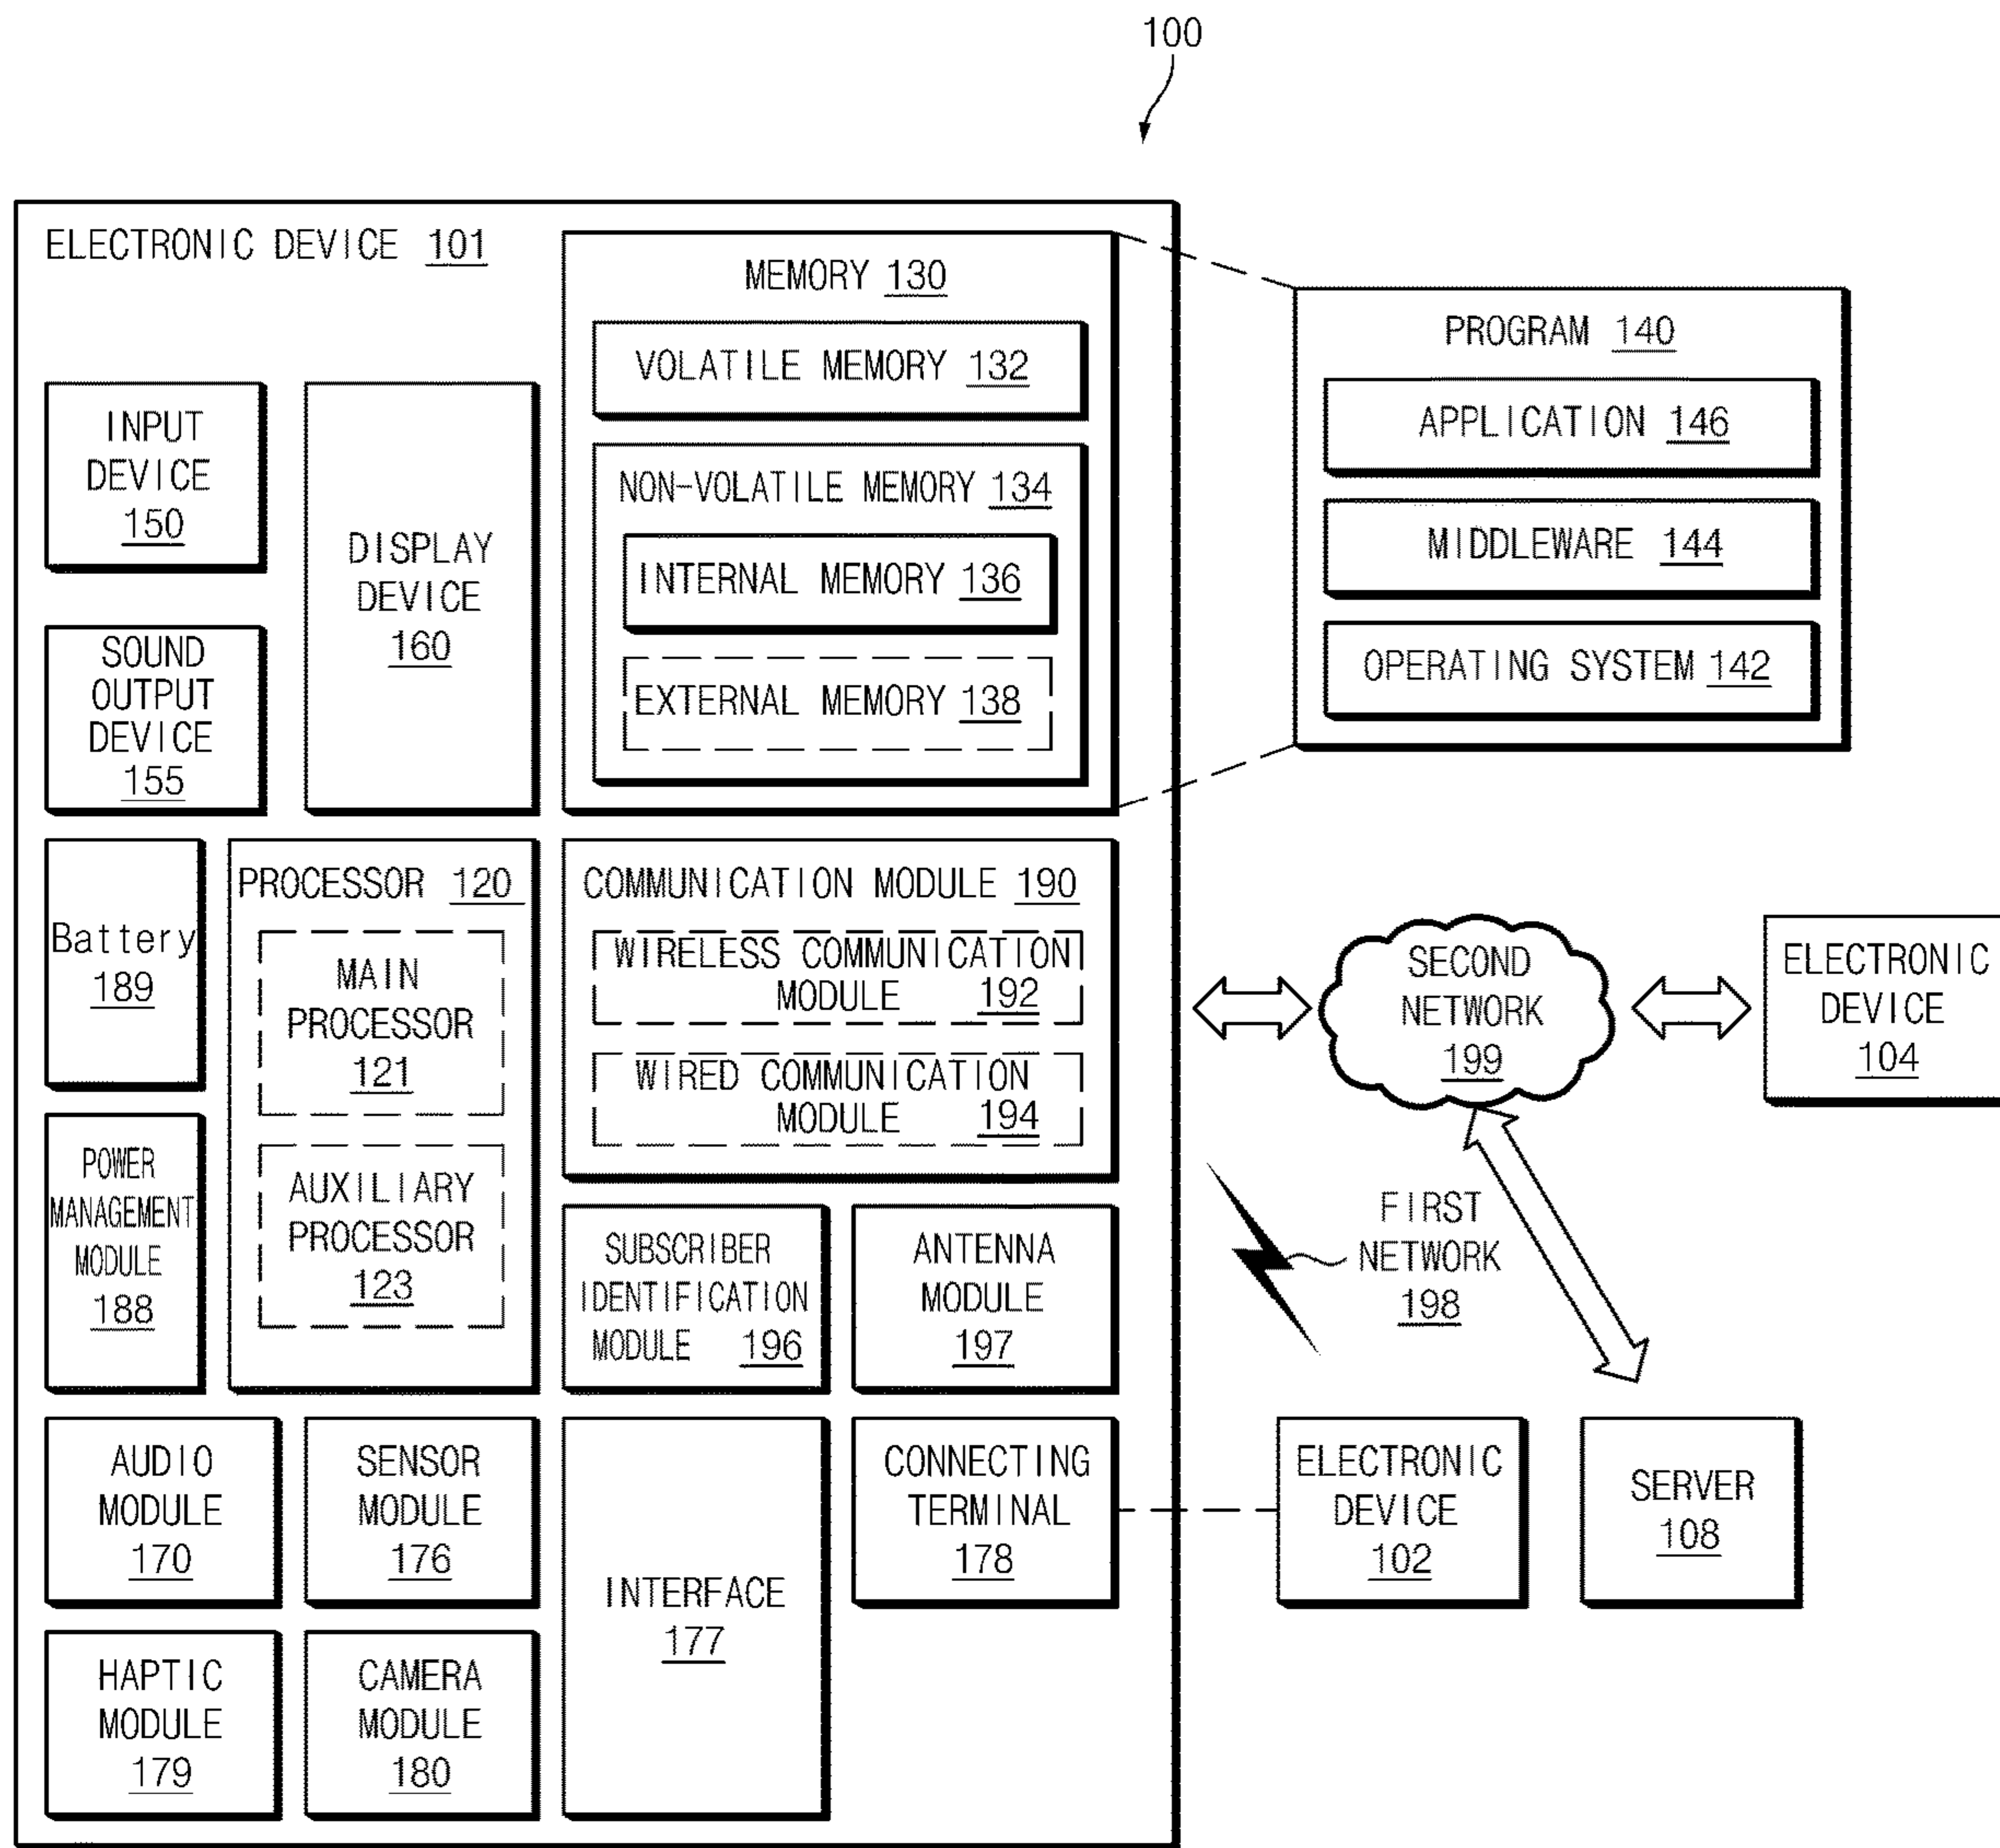 100
ELECTRONIC DEVICE 101
MEMORY 130
VOLATILE MEMORY 132
NON-VOLATILE MEMORY 134
INTERNAL MEMORY 136
EXTERNAL MEMORY 138
PROGRAM 140
APPLICATION 146
MIDDLEWARE 144
OPERATING SYSTEM 142
INPUT
DEVICE
150
SOUND
OUTPUT
DEVICE
155
DISPLAY
DEVICE
160
Battery
189
POWER
MANAGEMENT
MODULE
188
PROCESSOR 120
MAIN
PROCESSOR
121
AUXILIARY
PROCESSOR
123
COMMUNICATION MODULE 190
WIRELESS COMMUNICATION
MODULE 192
WIRED COMMUNICATION
MODULE 194
SUBSCRIBER
IDENTIFICATION
MODULE 196
ANTENNA
MODULE
197
SECOND
NETWORK
199
ELECTRONIC
DEVICE
104
FIRST
NETWORK
198
AUDIO
MODULE
170
SENSOR
MODULE
176
INTERFACE
177
CONNECTING
TERMINAL
178
ELECTRONIC
DEVICE
102
SERVER
108
HAPTIC
MODULE
179
CAMERA
MODULE
180